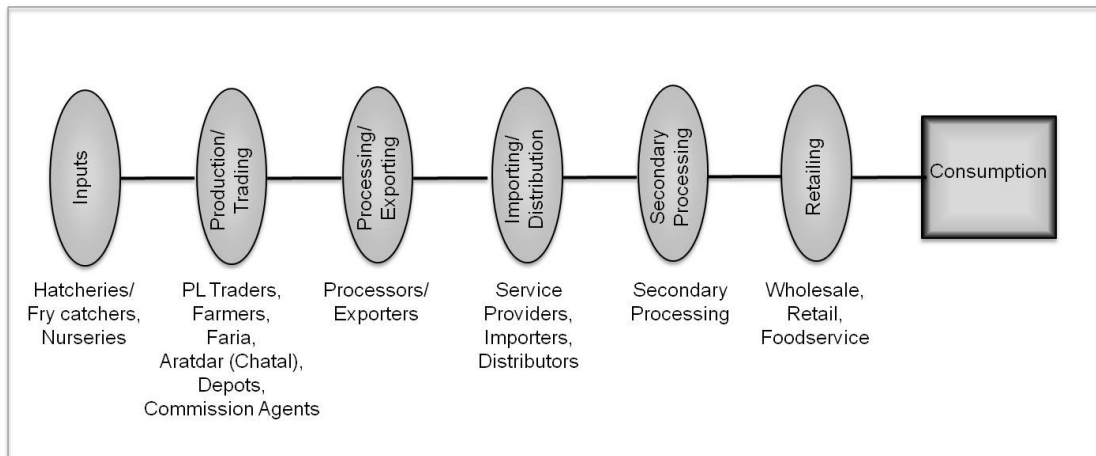 Inputs
Production/
Trading
Processing/
Exporting
Importing/
Distribution
Secondary
Processing
Retailing
Consumption
Hatcheries/
Fry catchers,
Nurseries
PL Traders,
Farmers,
Faria,
Aratdar (Chatal),
Depots,
Commission Agents
Processors/
Exporters
Service
Providers,
Importers,
Distributors
Secondary
Processing
Wholesale,
Retail,
Foodservice